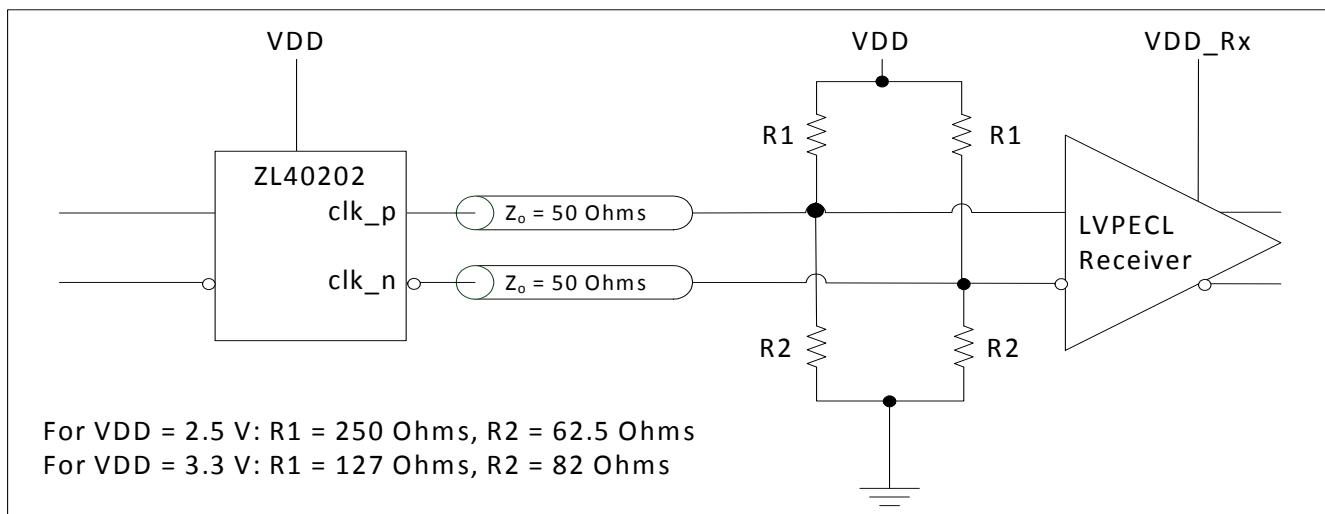 VDD VDD VDD_Rx
R1 R1
ZL40202
clk_p Zo = 50 Ohms
LVPECL
Receiver
clk_n Zo = 50 Ohms
R2 R2
For VDD = 2.5 V: R1 = 250 Ohms, R2 = 62.5 Ohms
For VDD = 3.3 V: R1 = 127 Ohms, R2 = 82 Ohms